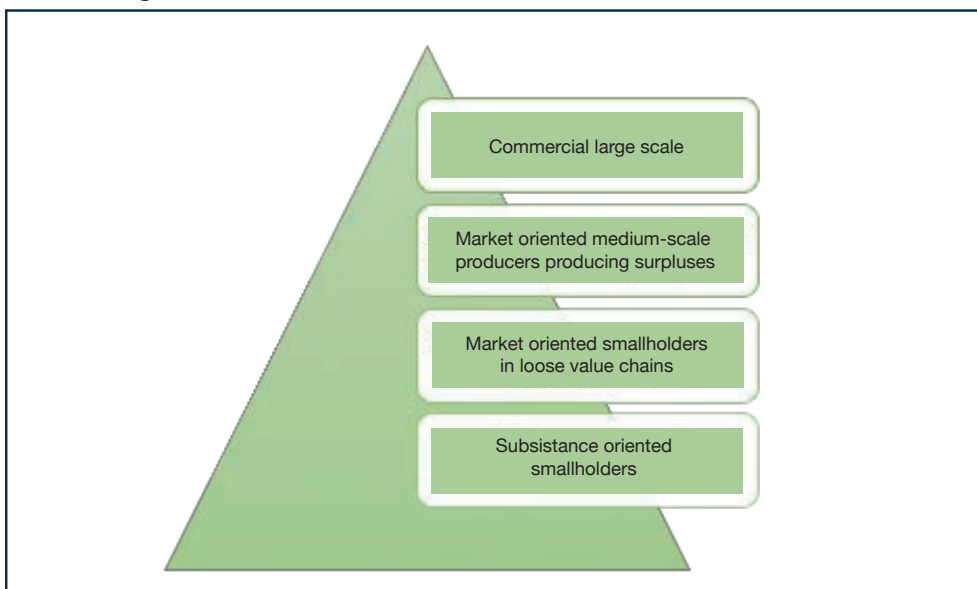 Commercial large scale
Market oriented medium-scale
producers producing surpluses
Market oriented smallholders
in loose value chains
Subsistance oriented
smallholders